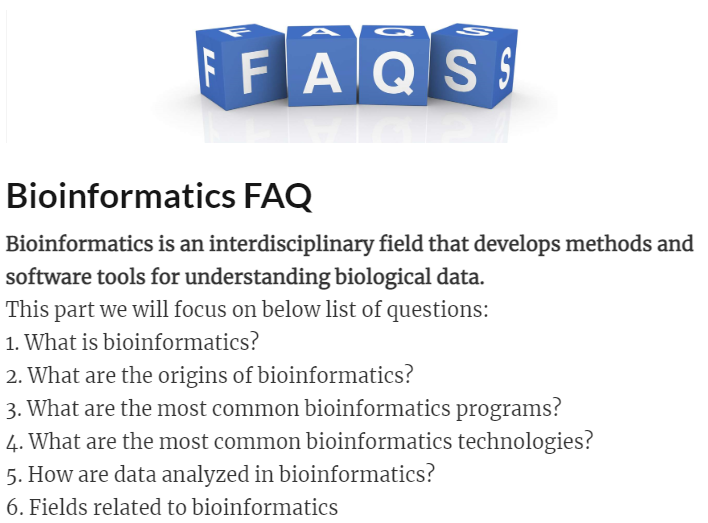 F A Q S
F F A Q S S
Bioinformatics FAQ
Bioinformatics is an interdisciplinary field that develops methods and
software tools for understanding biological data.
This part we will focus on below list of questions:
1. What is bioinformatics?
2. What are the origins of bioinformatics?
3. What are the most common bioinformatics programs?
4. What are the most common bioinformatics technologies?
5. How are data analyzed in bioinformatics?
6. Fields related to bioinformatics